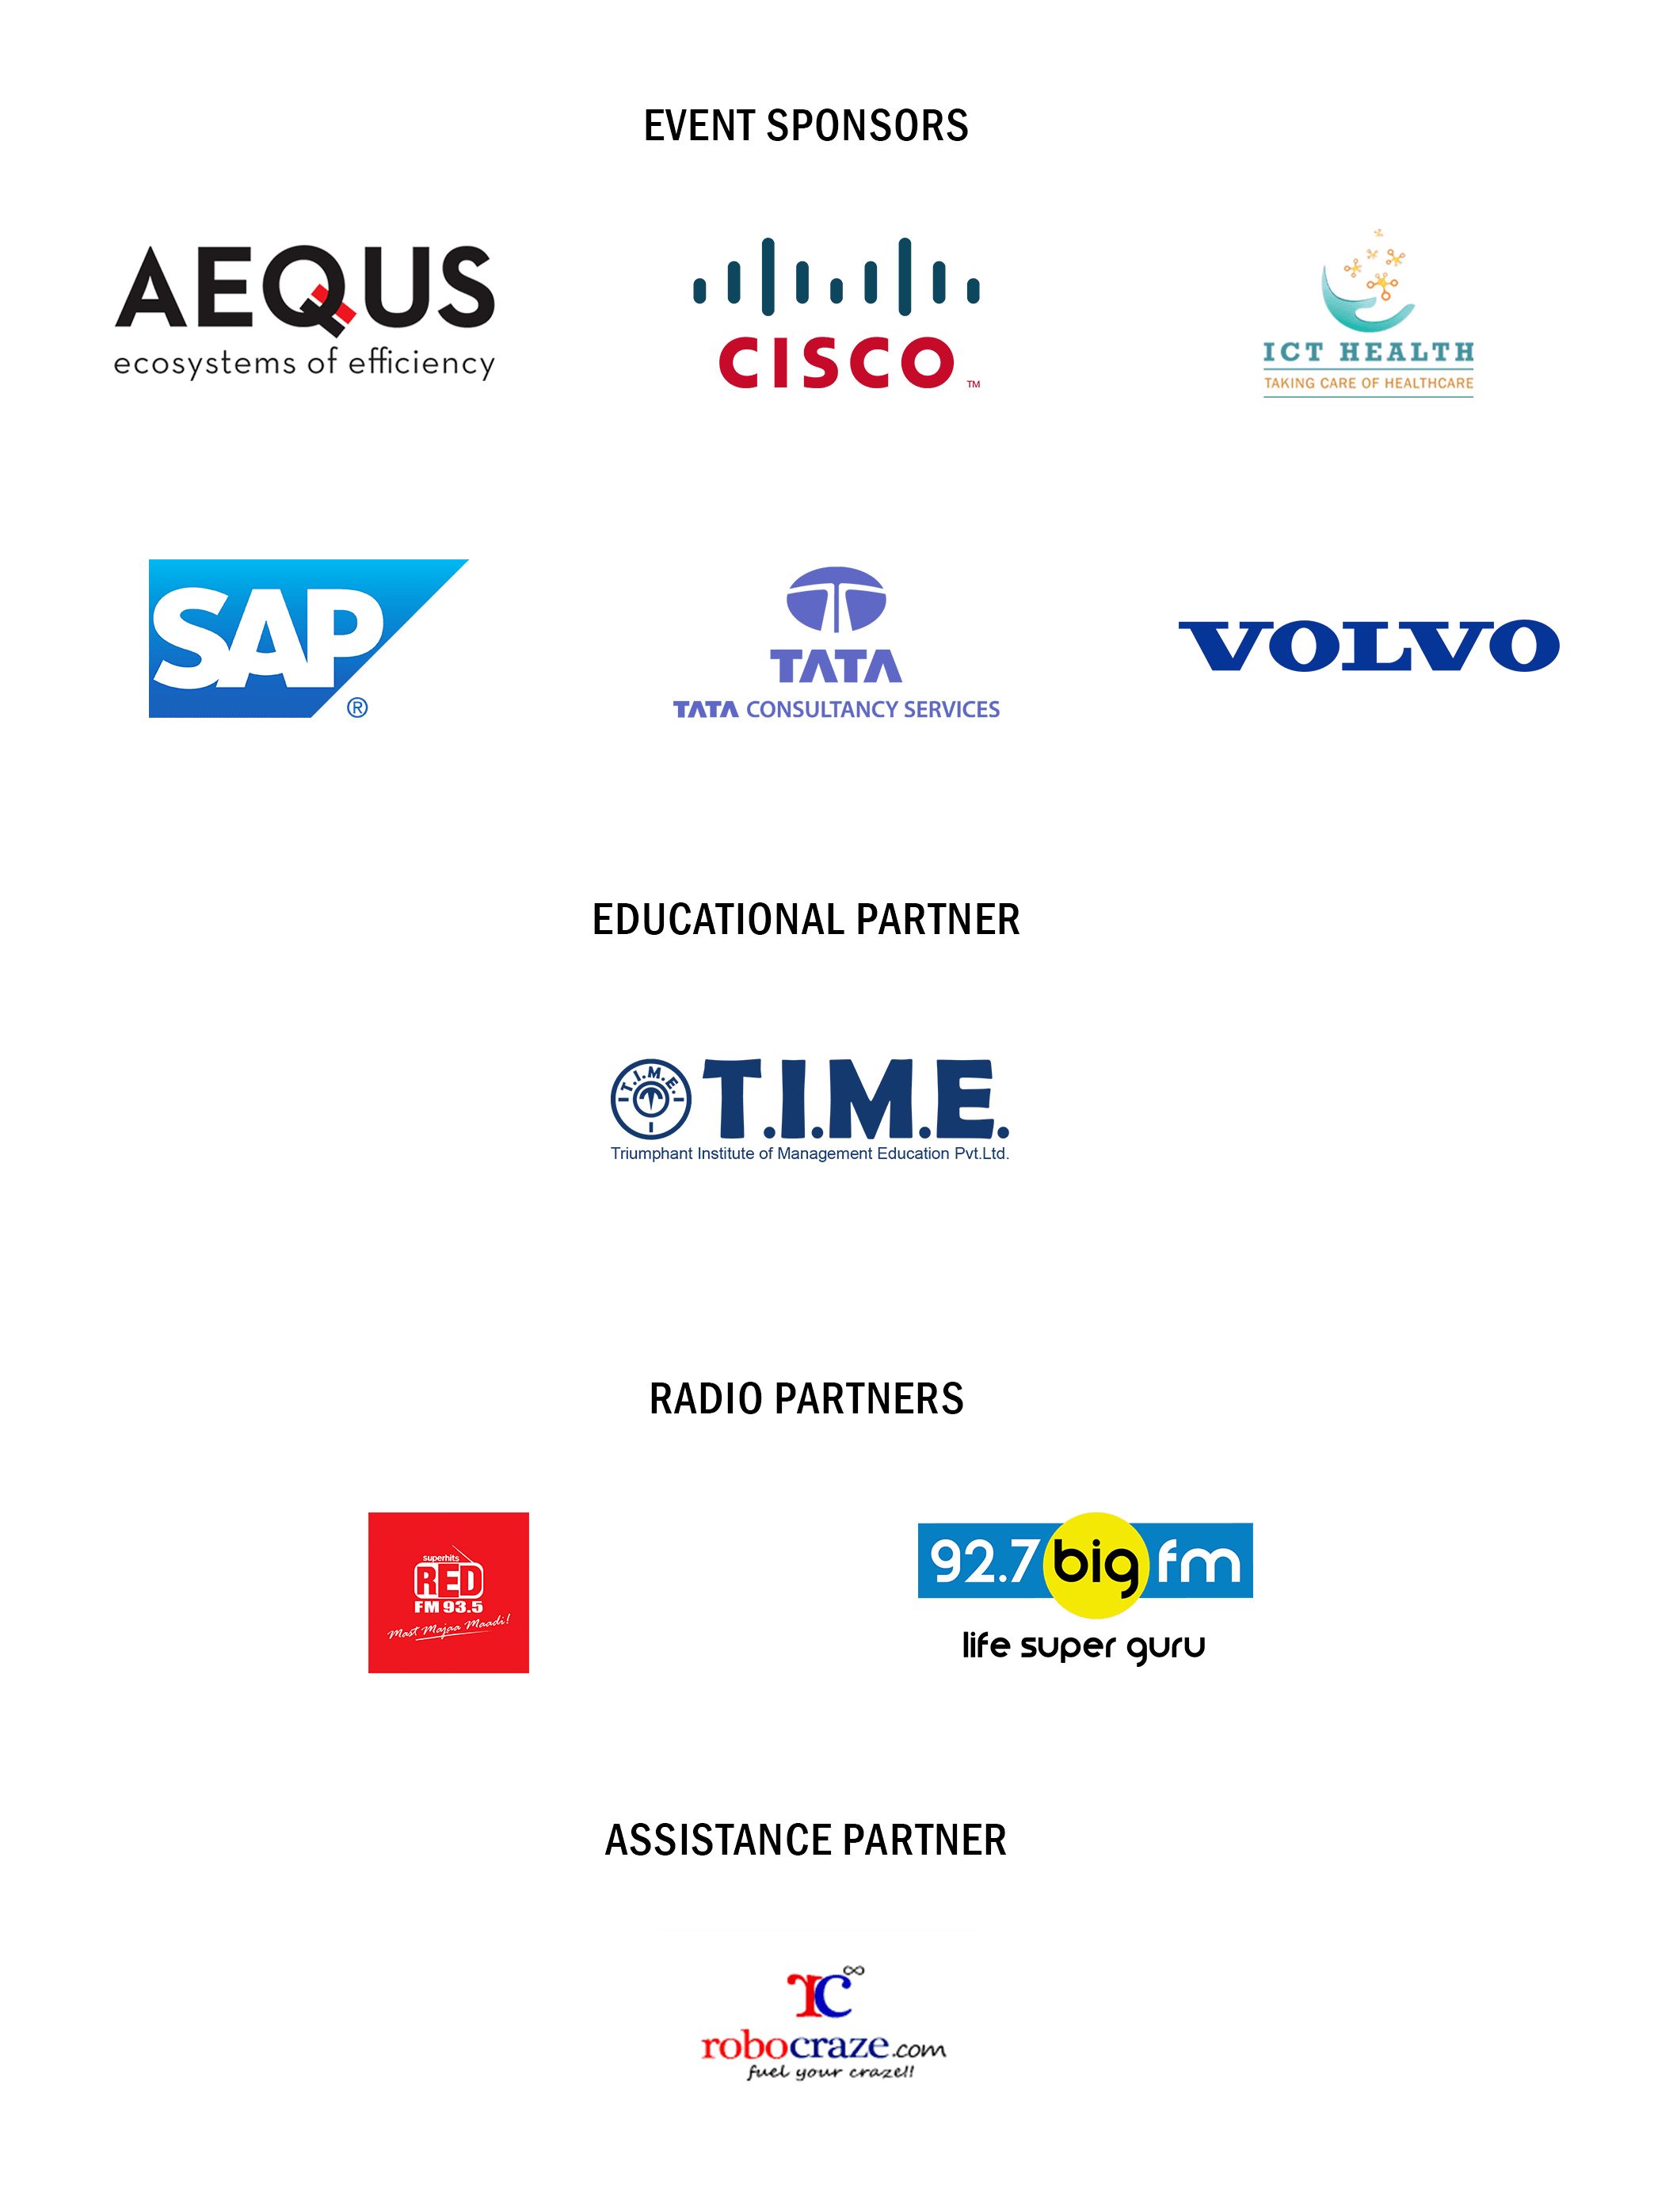 EVENT SPONSORS
AEQUS
ecosystems of efficiency
CISCO ™
ICT HEALTH
TAKING CARE OF HEALTHCARE
SAP ®
TATA
TATA CONSULTANCY SERVICES
VOLVO
EDUCATIONAL PARTNER
T.I.M.E.
T.I.M.E.
Triumphant Institute of Management Education Pvt.Ltd.
RADIO PARTNERS
superhits
RED
FM 93.5
Mast Majaa Maadi!
92.7 big fm
life super guru
ASSISTANCE PARTNER
rc∞
robocraze.com
fuel your craze!!